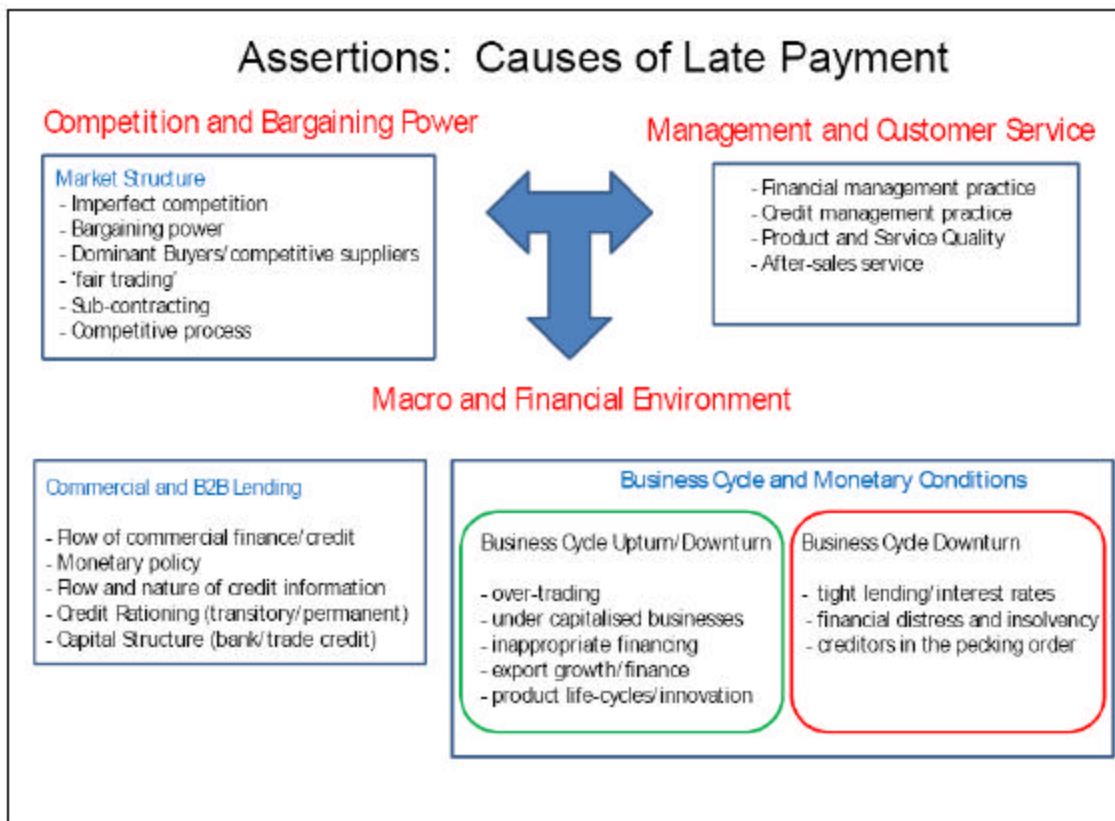 Assertions: Causes of Late Payment
Competition and Bargaining Power
Market Structure
- Imperfect competition
- Bargaining power
- Dominant Buyers/competitive suppliers
- 'fair trading'
- Sub-contracting
- Competitive process
Management and Customer Service
- Financial management practice
- Credit management practice
- Product and Service Quality
- After-sales service
Macro and Financial Environment
Commercial and B2B Lending
- Flow of commercial finance/credit
- Monetary policy
- Flow and nature of credit information
- Credit Rationing (transitory/permanent)
- Capital Structure (bank/trade credit)
Business Cycle and Monetary Conditions
Business Cycle Upturn/Downturn
- over-trading
- under capitalised businesses
- inappropriate financing
- export growth/finance
- product life-cycles/innovation
Business Cycle Downturn
- tight lending/interest rates
- financial distress and insolvency
- creditors in the pecking order